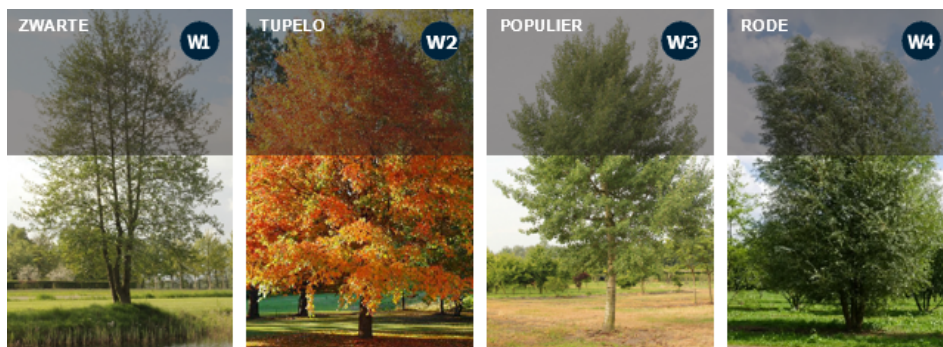 ZWARTE
W1
TUPELO
W2
POPULIER
W3
RODE
W4